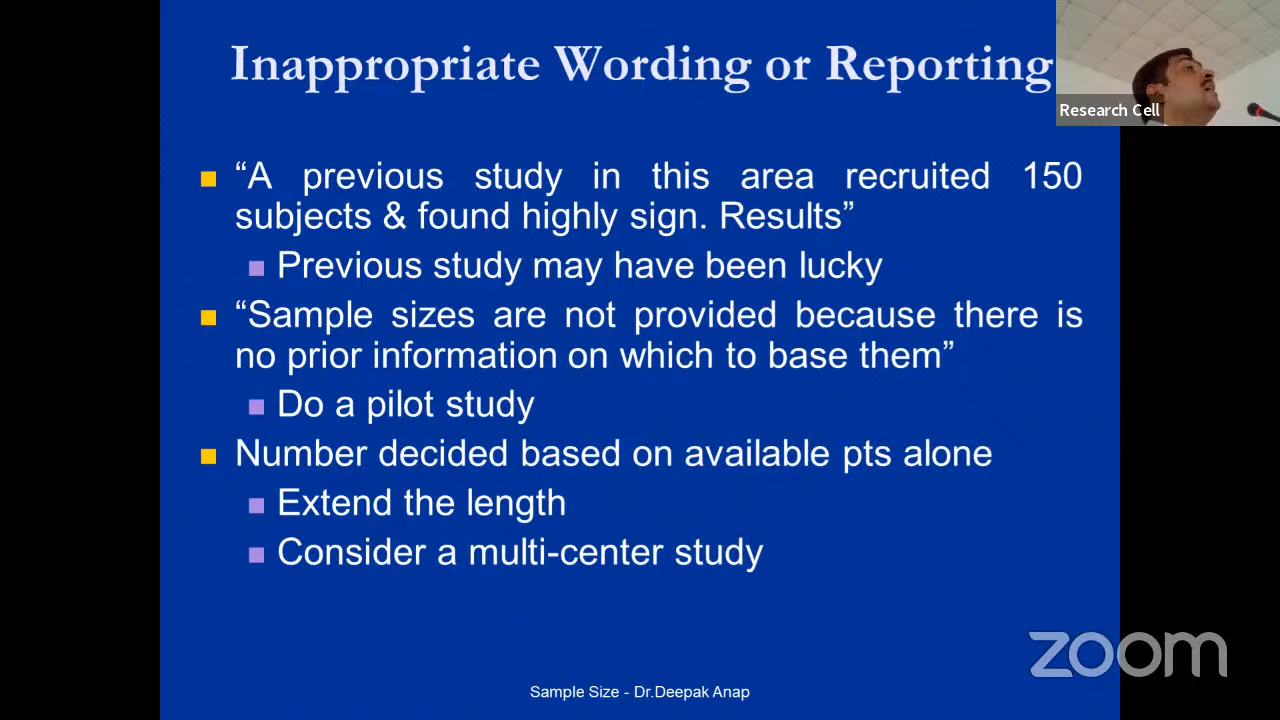 Inappropriate Wording or Reporting
Research Cell
“A previous study in this area recruited 150
subjects & found highly sign. Results”
Previous study may have been lucky
“Sample sizes are not provided because there is
no prior information on which to base them”
Do a pilot study
Number decided based on available pts alone
Extend the length
Consider a multi-center study
zoom
Sample Size - Dr.Deepak Anap